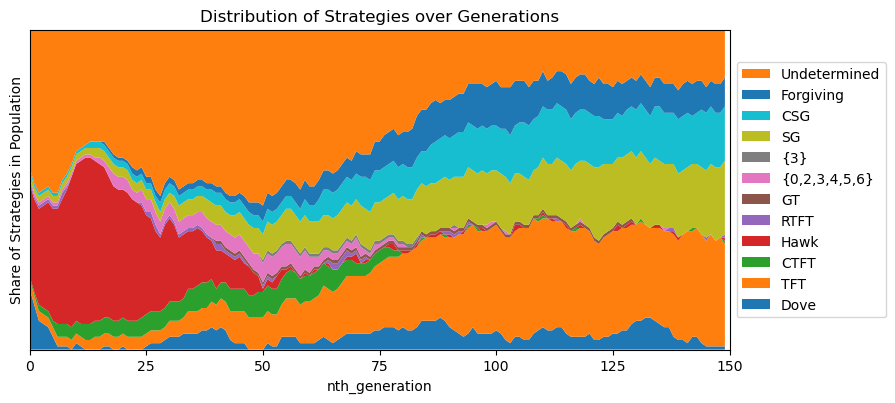 Distribution of Strategies over Generations
Share of Strategies in Population
Undetermined
Forgiving
CSG
SG
{3}
{0,2,3,4,5,6}
GT
RTFT
Hawk
CTFT
TFT
Dove
0 25 50 75 100 125 150
nth_generation